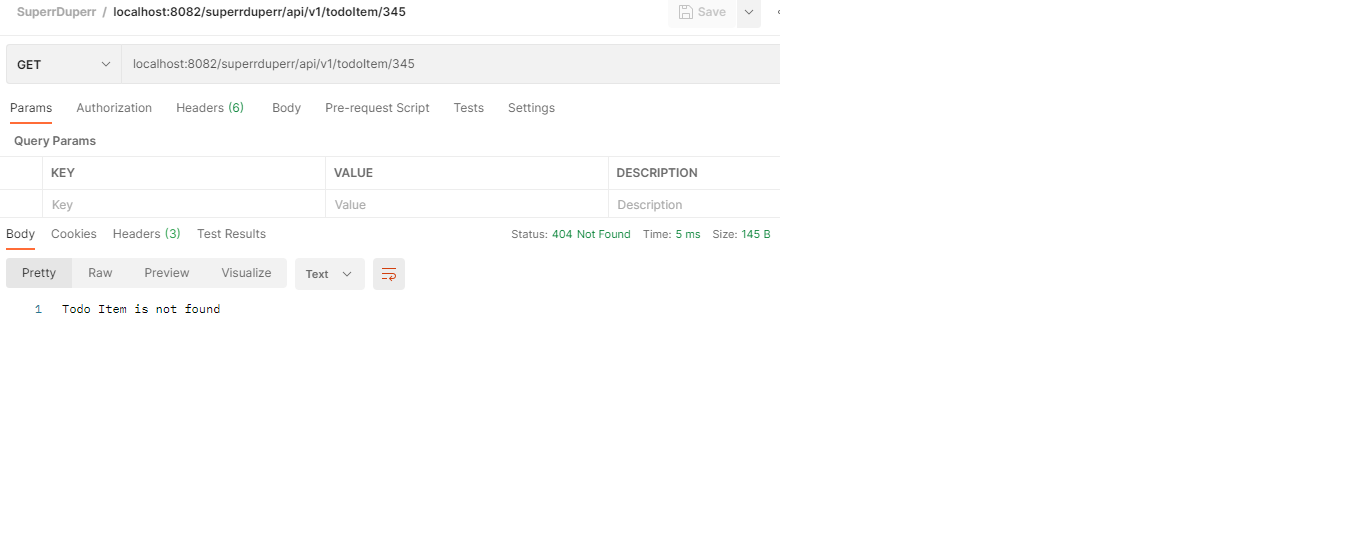 SuperrDuperr / localhost:8082/superrduperr/api/v1/todoItem/345 Save
GET localhost:8082/superrduperr/api/v1/todoItem/345
Params Authorization Headers (6) Body Pre-request Script Tests Settings
Query Params
KEY VALUE DESCRIPTION
Key Value Description
Body Cookies Headers (3) Test Results Status: 404 Not Found Time: 5 ms Size: 145 B
Pretty Raw Preview Visualize Text
1 Todo Item is not found